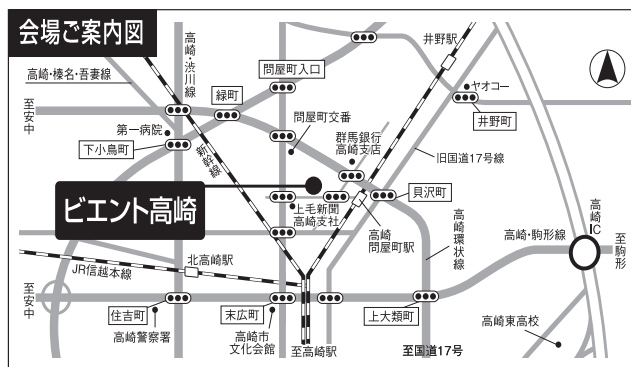 会場ご案内図
高崎・渋川線
高崎・榛名・吾妻線
至安中
緑町
問屋町入口
井野駅
ヤオコー
井野町
第一病院
下小鳥町
新幹線
問屋町交番
群馬銀行
高崎支店
旧国道17号線
貝沢町
ビエント高崎
上毛新聞
高崎支社
高崎
問屋町駅
高崎環状線
高崎・駒形線
高崎IC
至駒形
北高崎駅
JR信越本線
至安中
住吉町
高崎警察署
末広町
高崎市
文化会館
至高崎駅
上大類町
至国道17号
高崎東高校